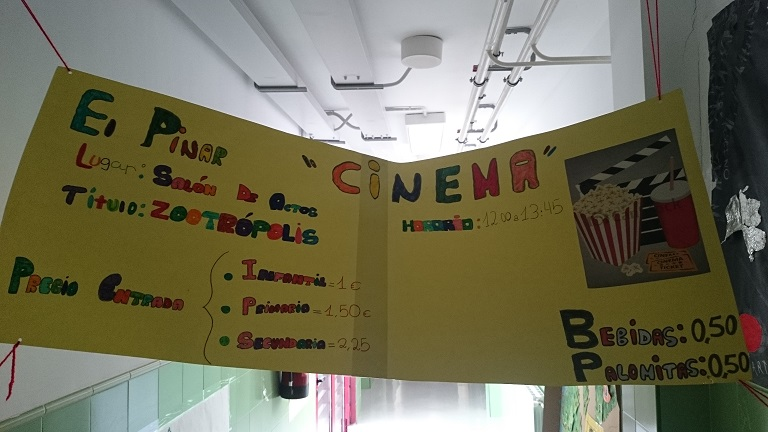 El Pinar
"CINEMA"
Lugar: Salón De Actos
Título: ZOOTRÓPOLIS
Horario: 12:00 a 13:45
Precio Entrada
Infantil = 1 €
Primaria = 1,50 €
Secundaria = 2,25
Bebidas: 0,50
Palomitas: 0,50